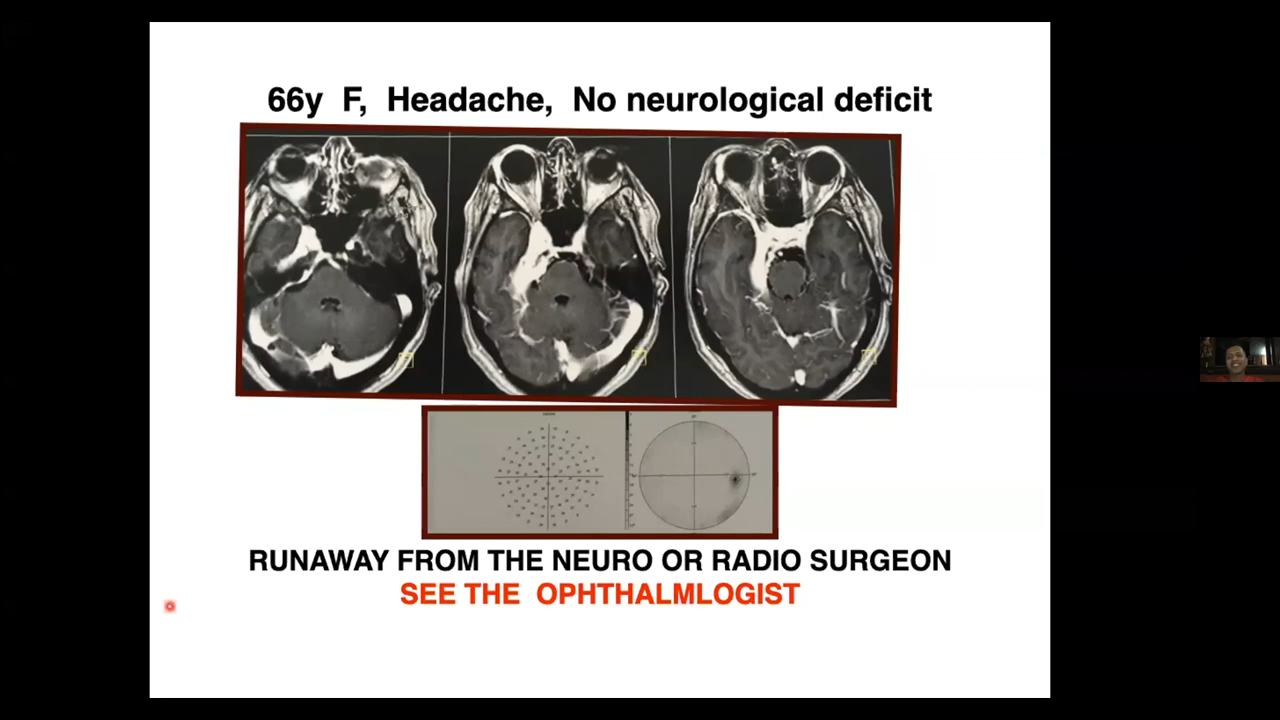 66y F, Headache, No neurological deficit
RUNAWAY FROM THE NEURO OR RADIO SURGEON
SEE THE OPHTHALMLOGIST